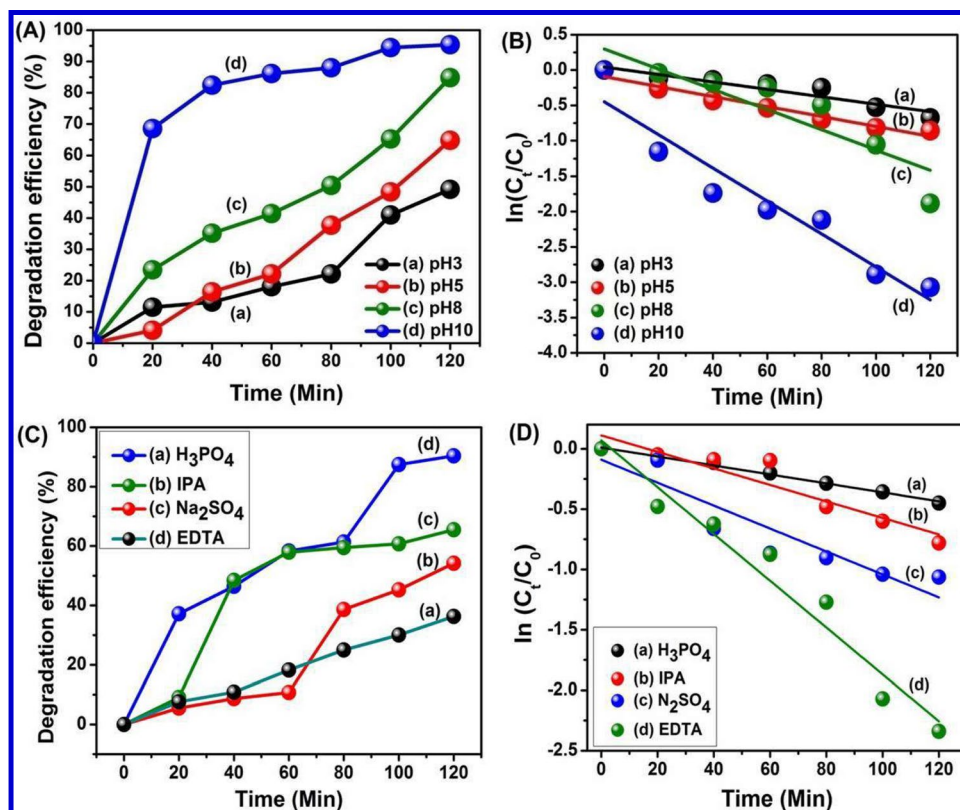 (A)
Degradation efficiency (%)
100
90
80
70
60
50
40
30
20
10
0
(d)
(c)
(b)
(a)
(a) pH3
(b) pH5
(c) pH8
(d) pH10
0 20 40 60 80 100 120
Time (Min)
(B)
ln(Cₜ/C₀)
0.0
-0.5
-1.0
-1.5
-2.0
-2.5
-3.0
-3.5
-4.0
(a)
(b)
(c)
(d)
(a) pH3
(b) pH5
(c) pH8
(d) pH10
0 20 40 60 80 100 120
Time (Min)
(C)
Degradation efficiency (%)
100
80
60
40
20
0
(a) H₃PO₄
(b) IPA
(c) Na₂SO₄
(d) EDTA
(d)
(c)
(b)
(a)
0 20 40 60 80 100 120
Time (Min)
(D)
ln (Cₜ/C₀)
0.0
-0.5
-1.0
-1.5
-2.0
-2.5
(a)
(b)
(c)
(d)
(a) H₃PO₄
(b) IPA
(c) N₂SO₄
(d) EDTA
0 20 40 60 80 100 120
Time (Min)